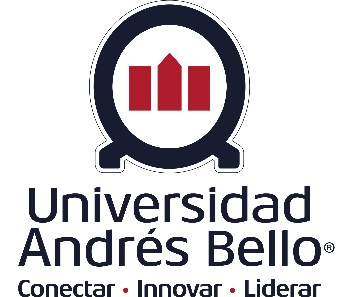 Universidad
Andrés Bello®
Conectar • Innovar • Liderar